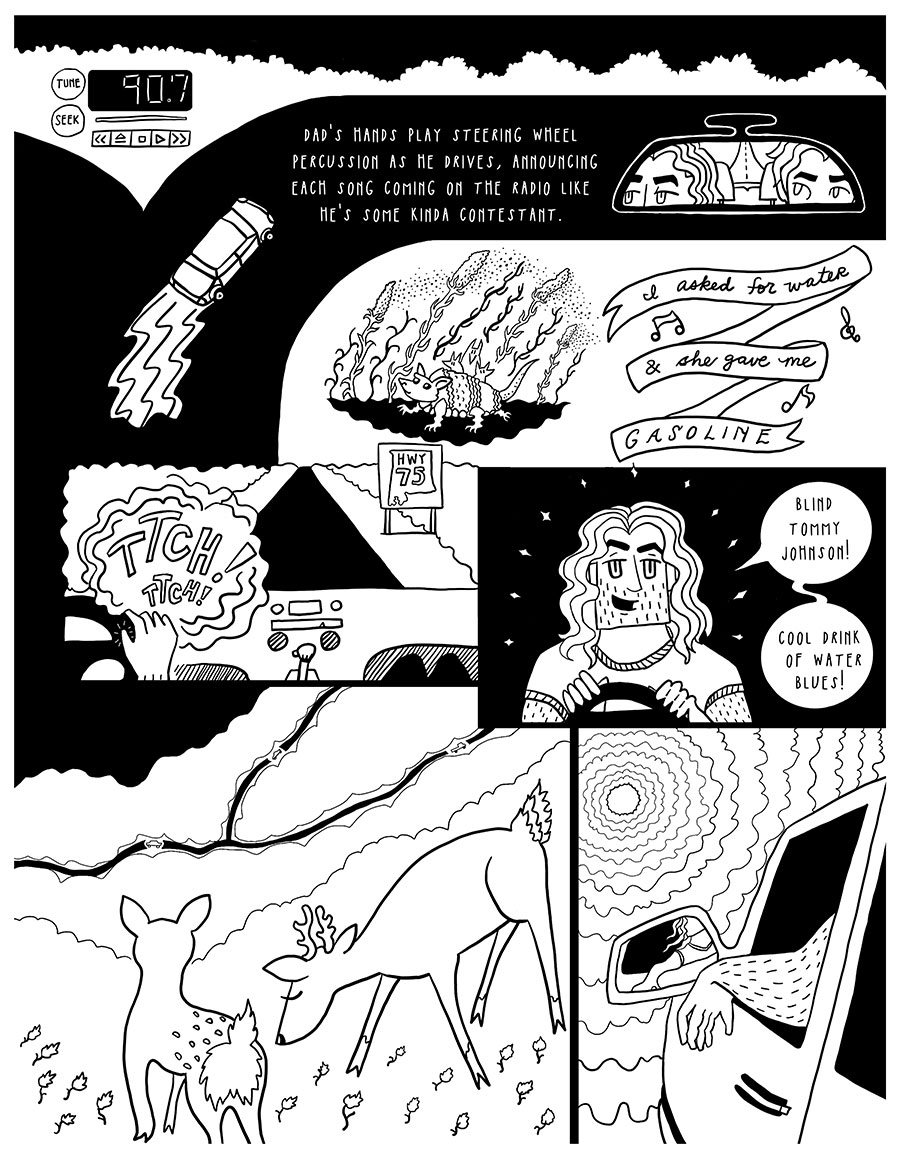 TUNE
90.7
SEEK
DAD'S HANDS PLAY STEERING WHEEL
PERCUSSION AS HE DRIVES, ANNOUNCING
EACH SONG COMING ON THE RADIO LIKE
HE'S SOME KINDA CONTESTANT.
I asked for water
& she gave me
GASOLINE
HWY
75
TTCH!
TTCH!
BLIND
TOMMY
JOHNSON!
COOL DRINK
OF WATER
BLUES!